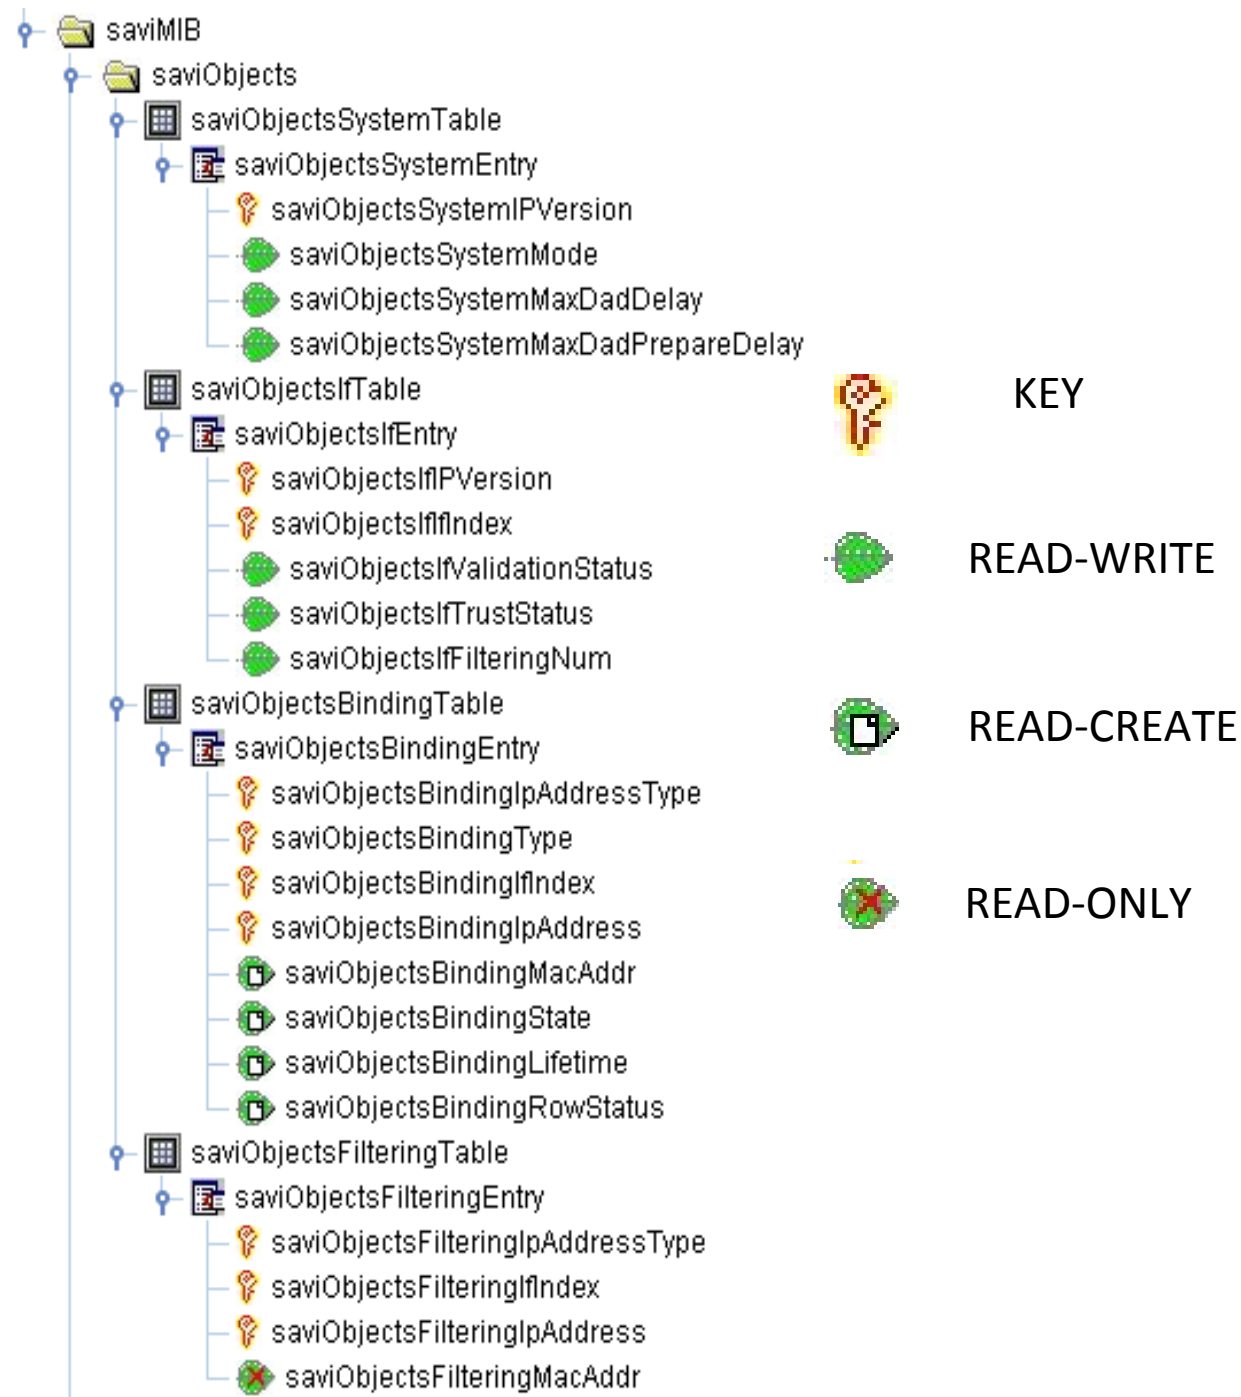 saviMIB
saviObjects
saviObjectsSystemTable
saviObjectsSystemEntry
saviObjectsSystemIPVersion
saviObjectsSystemMode
saviObjectsSystemMaxDadDelay
saviObjectsSystemMaxDadPrepareDelay
saviObjectsIfTable
saviObjectsIfEntry
saviObjectsIfIPVersion
saviObjectsIfIfIndex
saviObjectsIfValidationStatus
saviObjectsIfTrustStatus
saviObjectsIfFilteringNum
saviObjectsBindingTable
saviObjectsBindingEntry
saviObjectsBindingIpAddressType
saviObjectsBindingType
saviObjectsBindingIfIndex
saviObjectsBindingIpAddress
saviObjectsBindingMacAddr
saviObjectsBindingState
saviObjectsBindingLifetime
saviObjectsBindingRowStatus
saviObjectsFilteringTable
saviObjectsFilteringEntry
saviObjectsFilteringIpAddressType
saviObjectsFilteringIfIndex
saviObjectsFilteringIpAddress
saviObjectsFilteringMacAddr
KEY
READ-WRITE
READ-CREATE
READ-ONLY